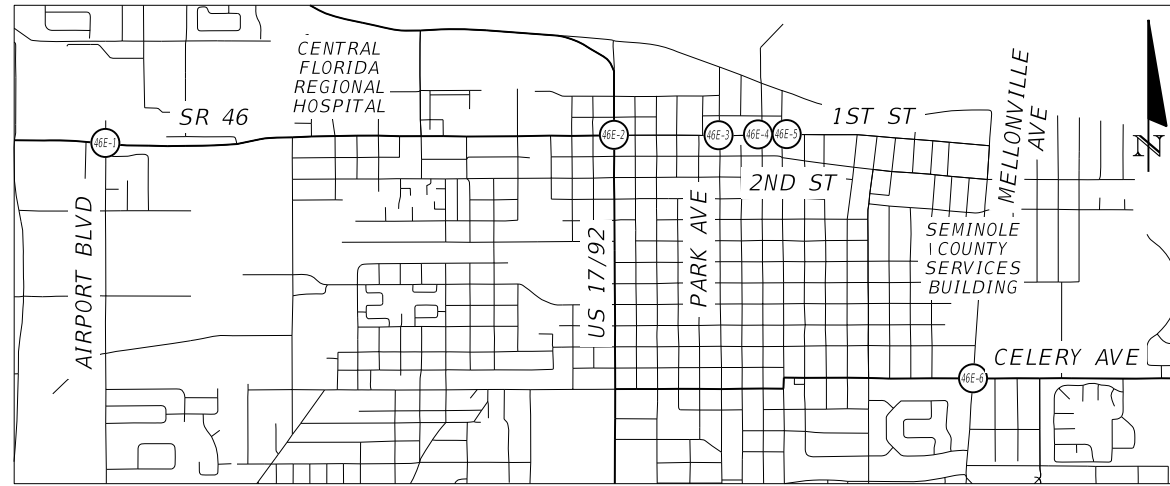 CENTRAL
FLORIDA
REGIONAL
HOSPITAL
SR 46
1ST ST
MELLONVILLE
AVE
N
46E-1
46E-2
46E-3
46E-4
46E-5
2ND ST
AIRPORT BLVD
US 17/92
PARK AVE
SEMINOLE
COUNTY
SERVICES
BUILDING
CELERY AVE
46E-6